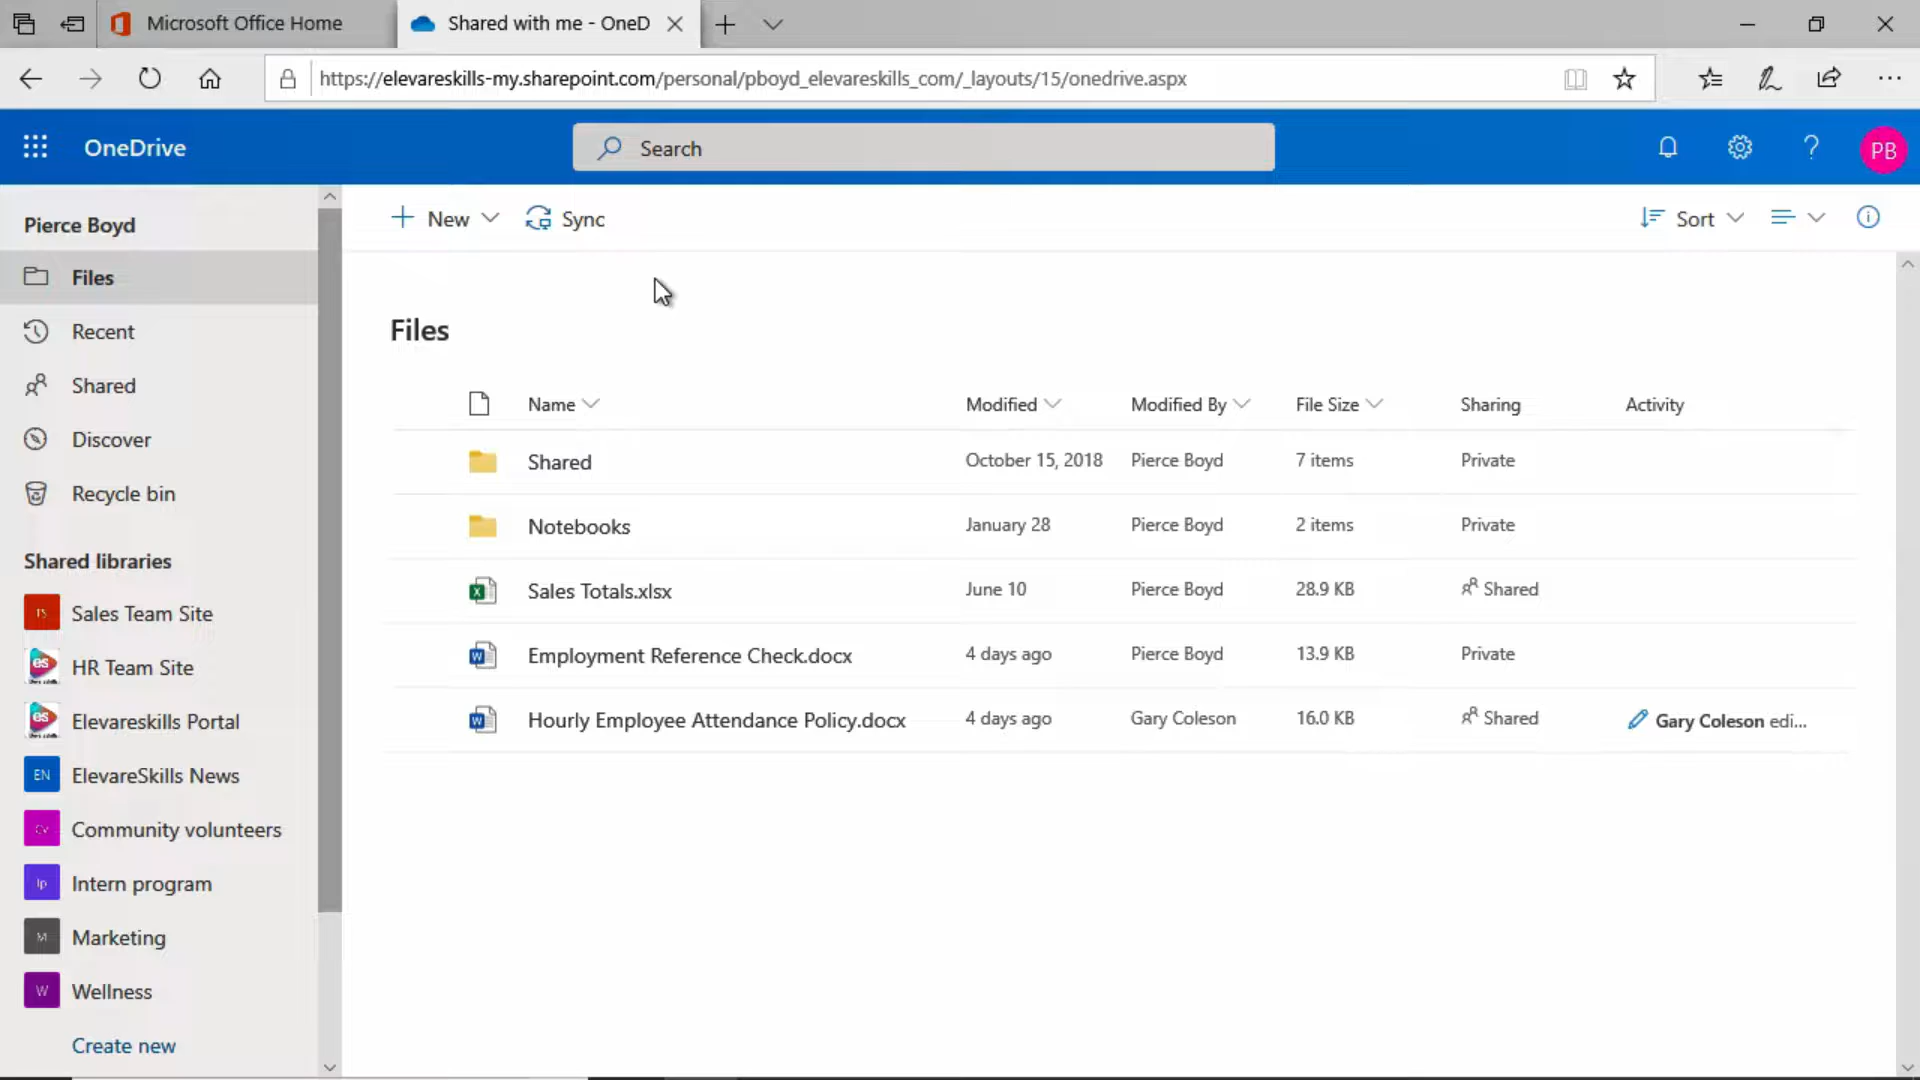 Microsoft Office Home
Shared with me - OneD
https://elevareskills-my.sharepoint.com/personal/pboyd_elevareskills_com/_layouts/15/onedrive.aspx
OneDrive
Search
PB
Pierce Boyd
New
Sync
Sort
Files
Recent
Shared
Discover
Recycle bin
Shared libraries
TS Sales Team Site
es HR Team Site
es Elevareskills Portal
EN ElevareSkills News
CV Community volunteers
Ip Intern program
M Marketing
W Wellness
Create new
Files
Name Modified Modified By File Size Sharing Activity
Shared October 15, 2018 Pierce Boyd 7 items Private
Notebooks January 28 Pierce Boyd 2 items Private
Sales Totals.xlsx June 10 Pierce Boyd 28.9 KB Shared
Employment Reference Check.docx 4 days ago Pierce Boyd 13.9 KB Private
Hourly Employee Attendance Policy.docx 4 days ago Gary Coleson 16.0 KB Shared Gary Coleson edi...